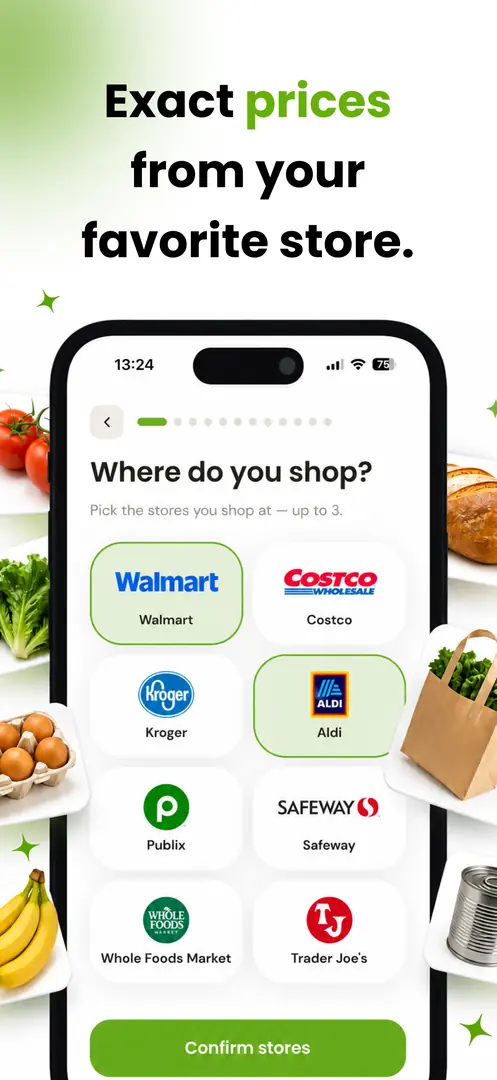 Exact prices
from your
favorite store.
13:24
75
Where do you shop?
Pick the stores you shop at — up to 3.
Walmart
Walmart
COSTCO
WHOLESALE
Costco
Kroger
Kroger
ALDI
Aldi
P
Publix
SAFEWAY
Safeway
WHOLE
FOODS
MARKET
Whole Foods Market
TJ
Trader Joe's
Confirm stores